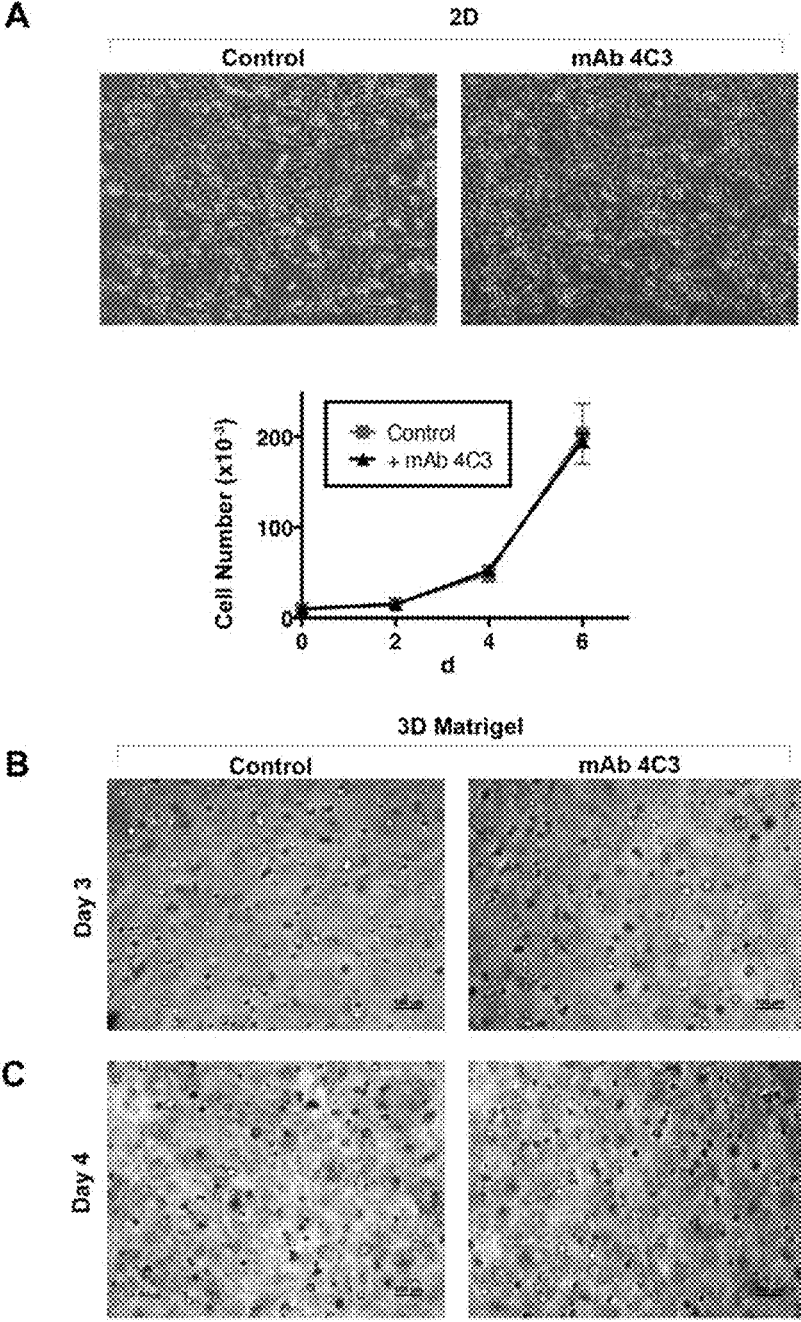 A
2D
Control mAb 4C3
Cell Number (x10⁻³)
200
100
0
Control
+ mAb 4C3
0 2 4 6
d
3D Matrigel
B
Control mAb 4C3
Day 3
C
Day 4